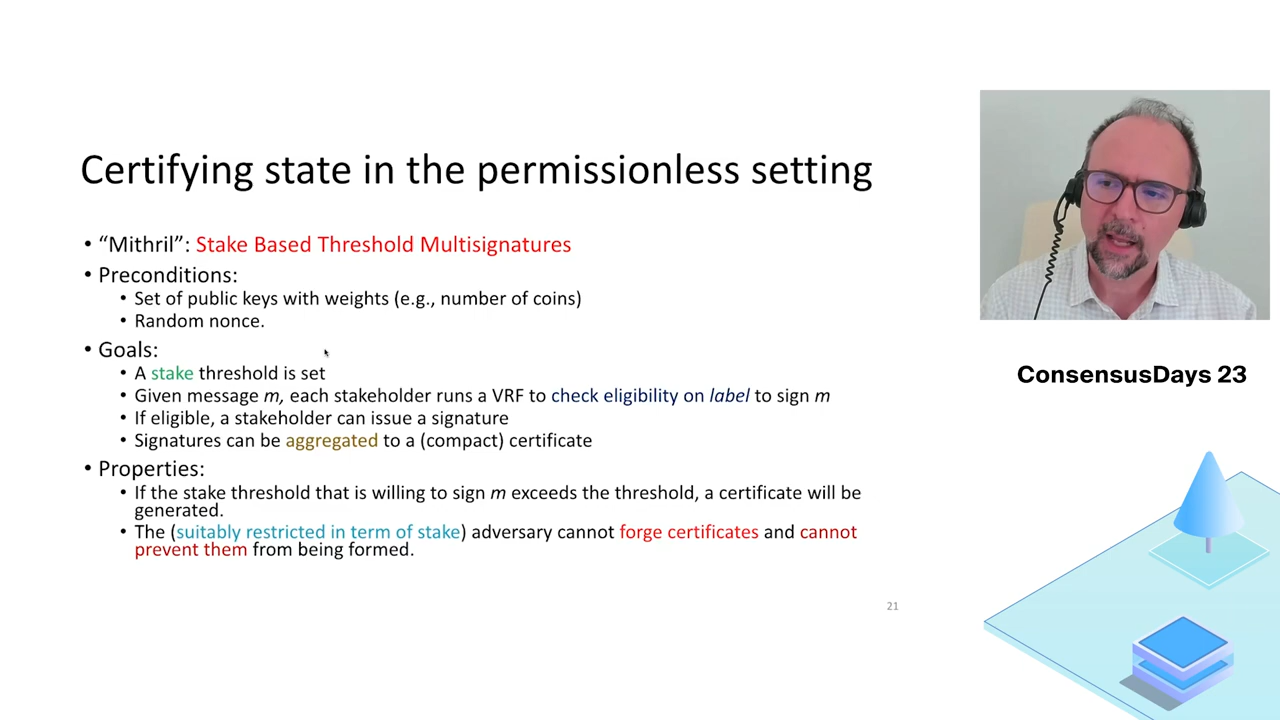 Certifying state in the permissionless setting
• “Mithril”: Stake Based Threshold Multisignatures
• Preconditions:
• Set of public keys with weights (e.g., number of coins)
• Random nonce.
• Goals:
• A stake threshold is set
• Given message m, each stakeholder runs a VRF to check eligibility on label to sign m
• If eligible, a stakeholder can issue a signature
• Signatures can be aggregated to a (compact) certificate
• Properties:
• If the stake threshold that is willing to sign m exceeds the threshold, a certificate will be
generated.
• The (suitably restricted in term of stake) adversary cannot forge certificates and cannot
prevent them from being formed.
21
ConsensusDays 23